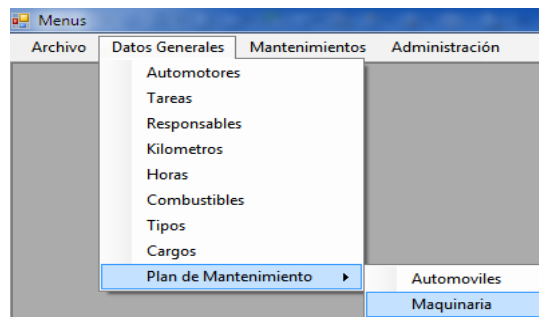 Menus
Archivo Datos Generales Mantenimientos Administración
Automotores
Tareas
Responsables
Kilometros
Horas
Combustibles
Tipos
Cargos
Plan de Mantenimiento
Automoviles
Maquinaria